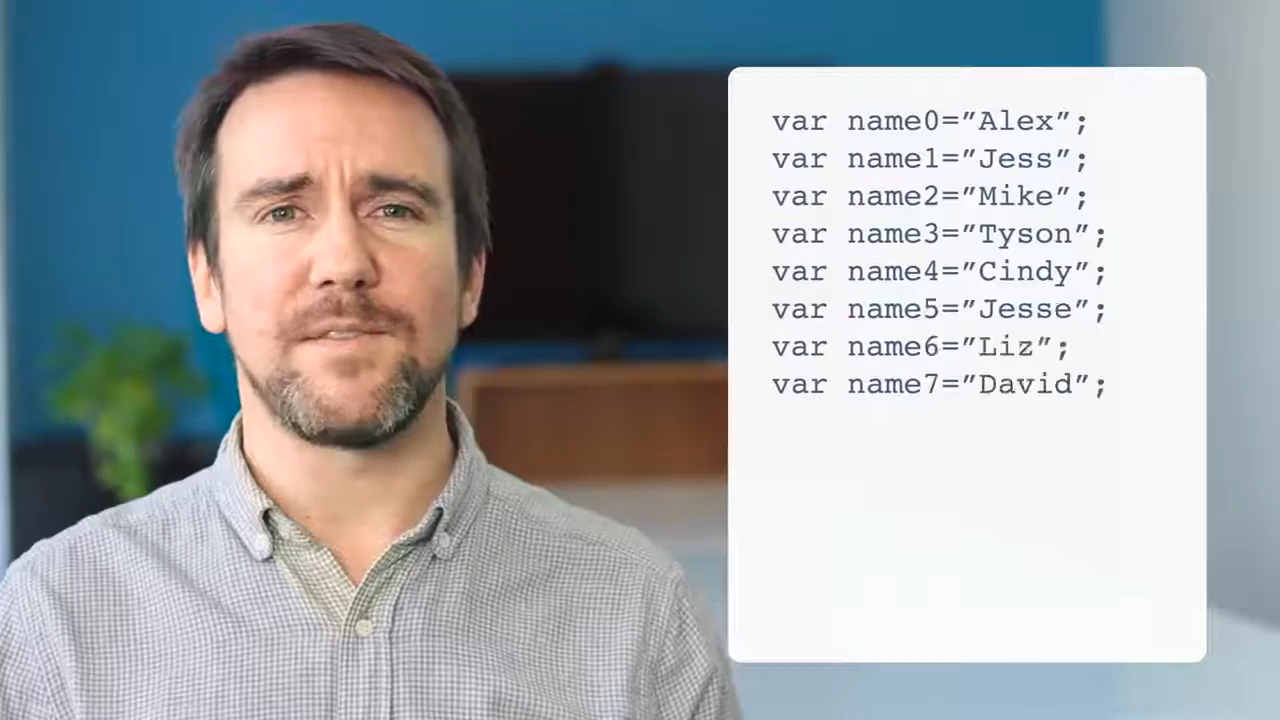 var name0=”Alex”;
var name1=”Jess”;
var name2=”Mike”;
var name3=”Tyson”;
var name4=”Cindy”;
var name5=”Jesse”;
var name6=”Liz”;
var name7=”David”;